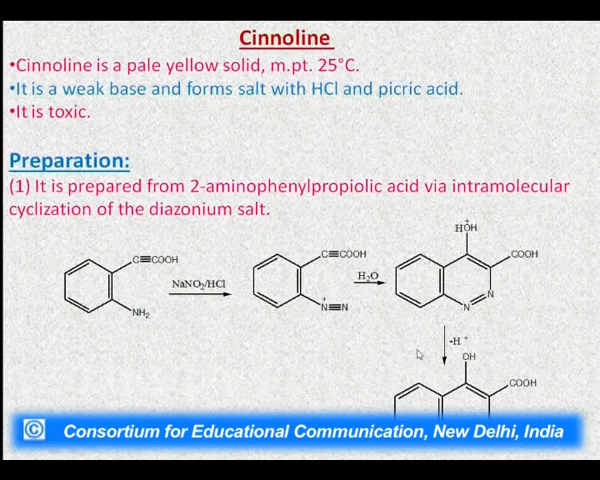 Cinnoline
•Cinnoline is a pale yellow solid, m.pt. 25°C.
•It is a weak base and forms salt with HCl and picric acid.
•It is toxic.
Preparation:
(1) It is prepared from 2-aminophenylpropiolic acid via intramolecular
cyclization of the diazonium salt.
C≡CCOOH
NH2
NaNO2/HCl
C≡CCOOH
N+≡N
H2O
HOH+
COOH
N
N
-H+
OH
COOH
© Consortium for Educational Communication, New Delhi, India